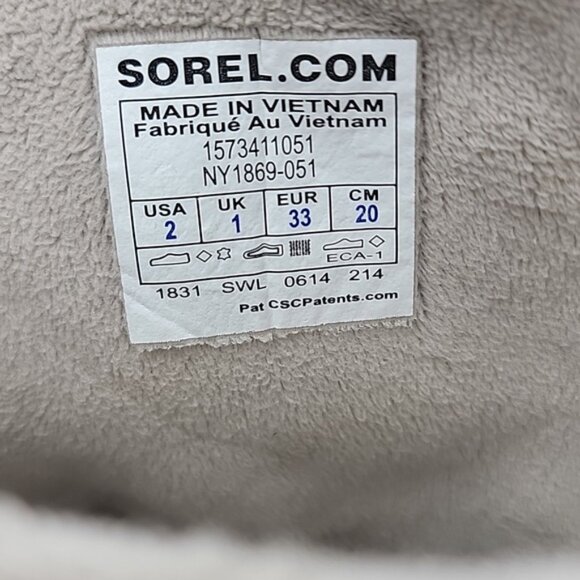 SOREL.COM
MADE IN VIETNAM
Fabriqué Au Vietnam
1573411051
NY1869-051
USA UK EUR CM
2 1 33 20
ECA-1
1831 SWL 0614 214
Pat CSCPatents.com